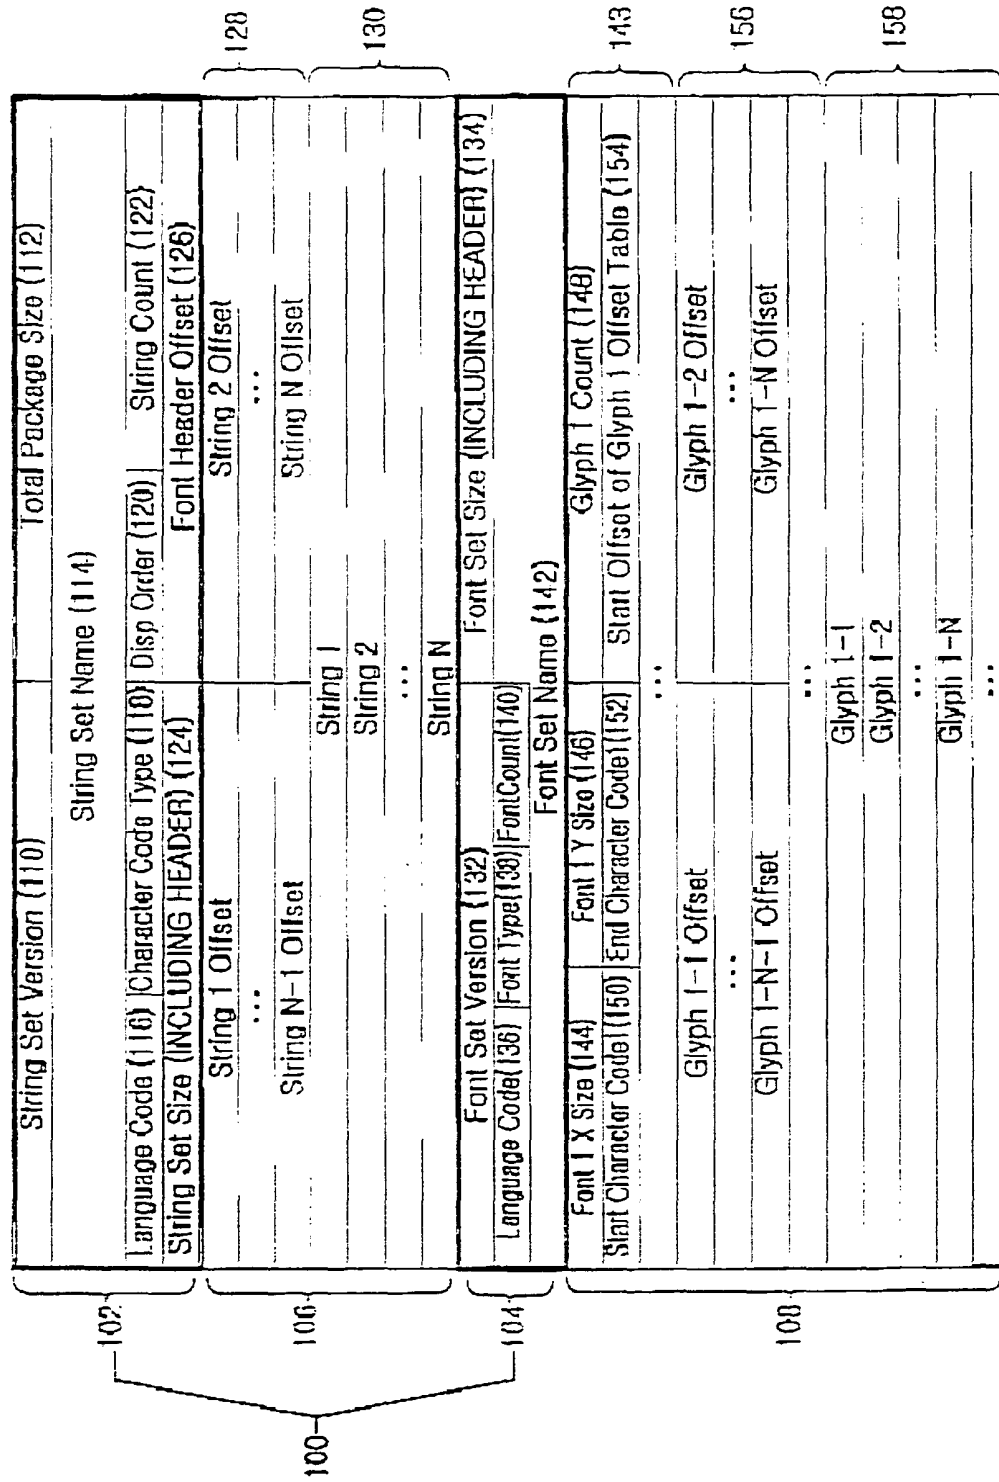 String Set Version (110) Total Package Size (112)
String Set Name (114)
Language Code (116) Character Code Type (118) Disp Order (120) String Count (122)
String Set Size (INCLUDING HEADER) (124) Font Header Offset (126)
String 1 Offset String 2 Offset
... ...
String N-1 Offset String N Offset
String 1
String 2
...
String N
Font Set Version (132) Font Set Size (INCLUDING HEADER) (134)
Language Code(136) Font Type(138) FontCount(140)
Font Set Name (142)
Font 1 X Size (144) Font 1 Y Size (146) Glyph 1 Count (148)
Start Character Code1(150) End Character Code1(152) Start Offset of Glyph 1 Offset Table (154)
...
Glyph 1-1 Offset Glyph 1-2 Offset
... ...
Glyph 1-N-1 Offset Glyph 1-N Offset
...
Glyph 1-1
Glyph 1-2
...
Glyph 1-N
...
100
102
106
104
108
128
130
143
156
158